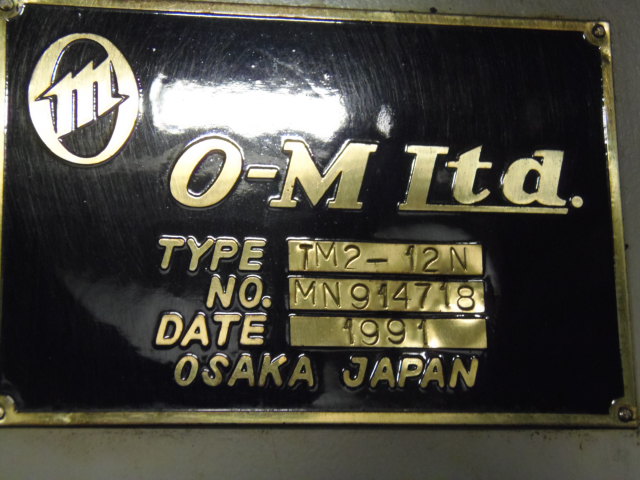 m
O-M Ltd.
TYPE TM2-12N
NO. MN914718
DATE 1991
OSAKA JAPAN